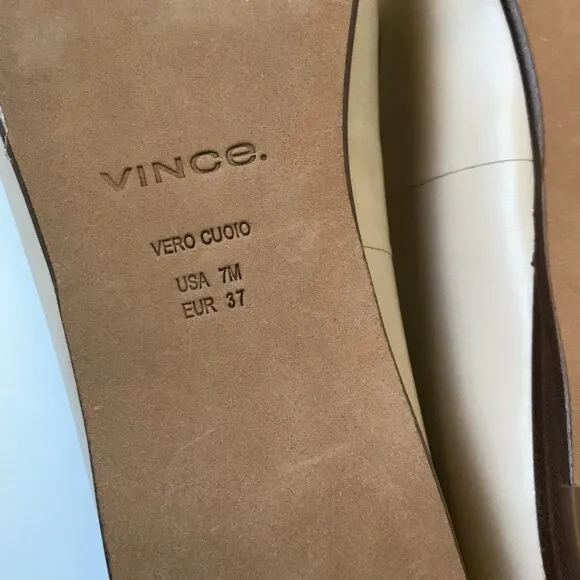 VINCe.
VERO CUOIO
USA 7M
EUR 37